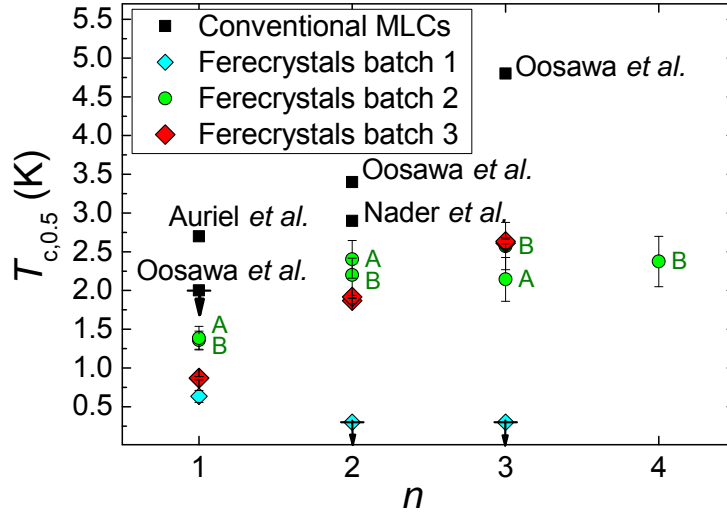 5.5
5.0
4.5
4.0
3.5
3.0
2.5
2.0
1.5
1.0
0.5
T c,0.5 (K)
Conventional MLCs
Ferecrystals batch 1
Ferecrystals batch 2
Ferecrystals batch 3
Oosawa et al.
Oosawa et al.
Nader et al.
Auriel et al.
Oosawa et al.
A
B
A
B
B
A
B
1 2 3 4
n